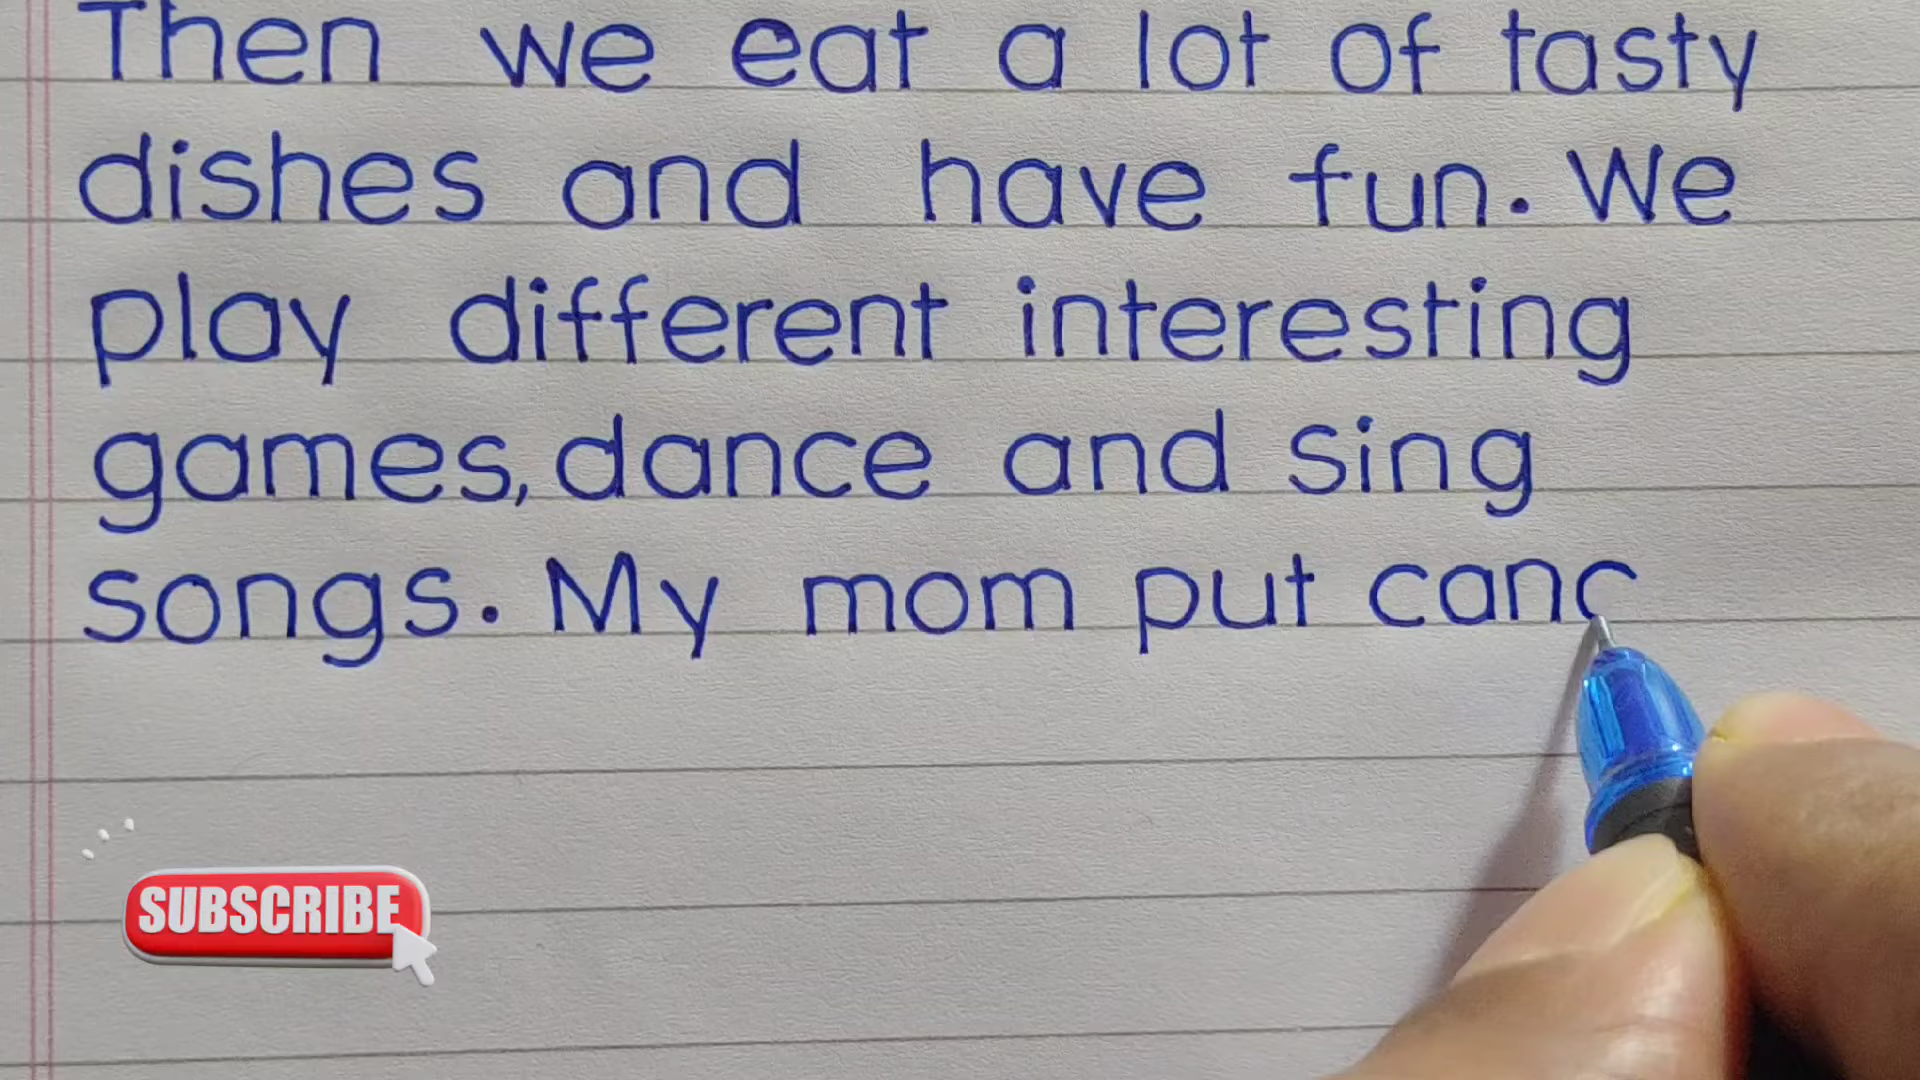 Then we eat a lot of tasty
dishes and have fun. We
play different interesting
games, dance and sing
songs. My mom put canc
SUBSCRIBE